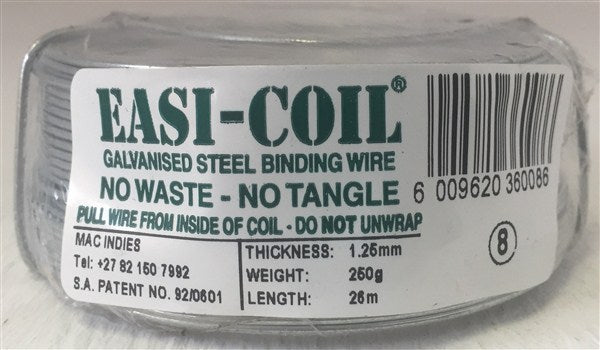 EASI-COIL®
GALVANISED STEEL BINDING WIRE
NO WASTE - NO TANGLE
PULL WIRE FROM INSIDE OF COIL - DO NOT UNWRAP
6 009620 360086
MAC INDIES
Tel: +27 82 150 7992
S.A. PATENT NO. 92/0601
THICKNESS: 1.25mm
WEIGHT: 250g
LENGTH: 26m
8